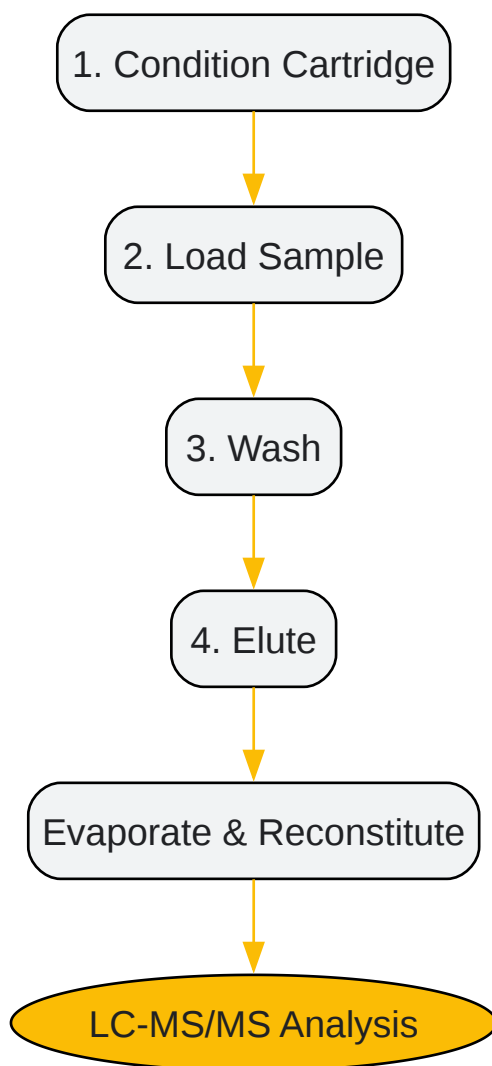 1. Condition Cartridge
2. Load Sample
3. Wash
4. Elute
Evaporate & Reconstitute
LC-MS/MS Analysis